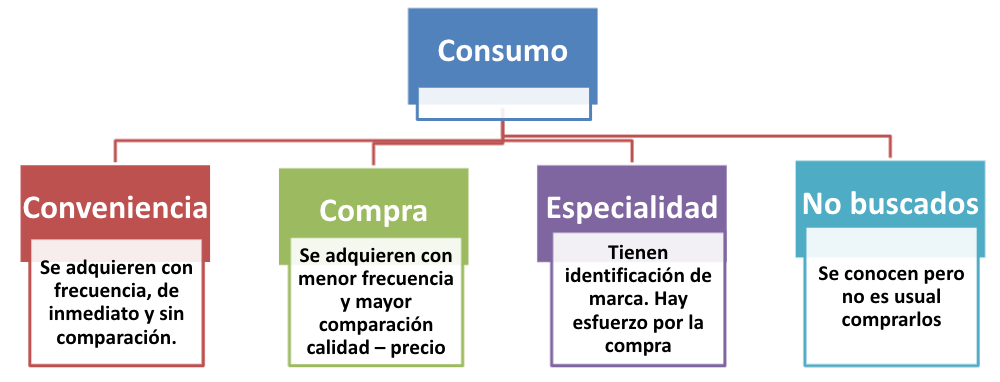 Consumo
Conveniencia
Se adquieren con
frecuencia, de
inmediato y sin
comparación.
Compra
Se adquieren con
menor frecuencia
y mayor
comparación
calidad – precio
Especialidad
Tienen
identificación de
marca. Hay
esfuerzo por la
compra
No buscados
Se conocen pero
no es usual
comprarlos